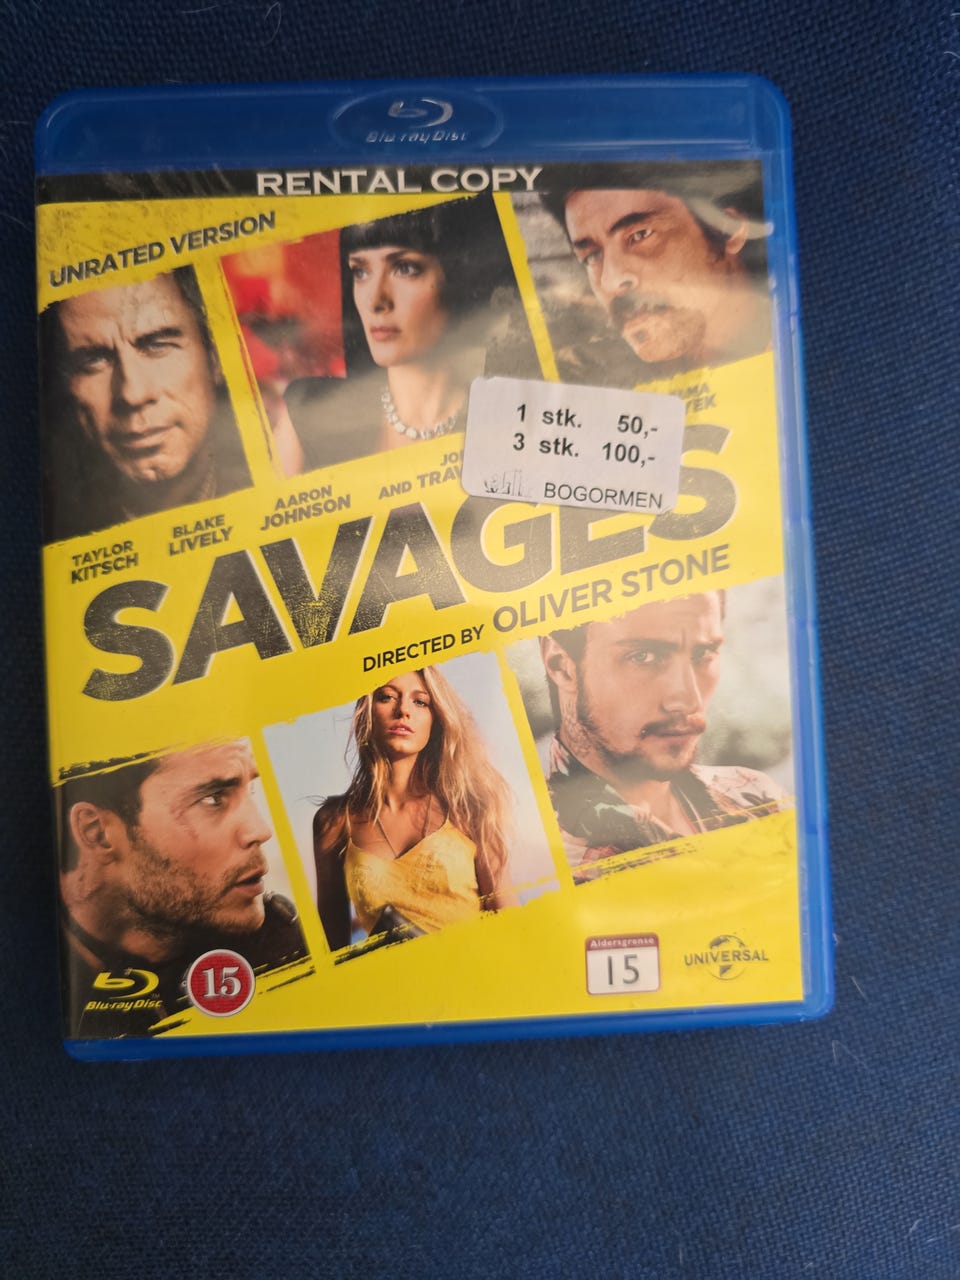 Blu-ray Disc
RENTAL COPY
UNRATED VERSION
1 stk. 50,-
3 stk. 100,-
BOGORMEN
TAYLOR
KITSCH
BLAKE
LIVELY
AARON
JOHNSON
AND
SAVAGES
DIRECTED BY OLIVER STONE
Blu-ray Disc
15
Aldersgrense
15
UNIVERSAL